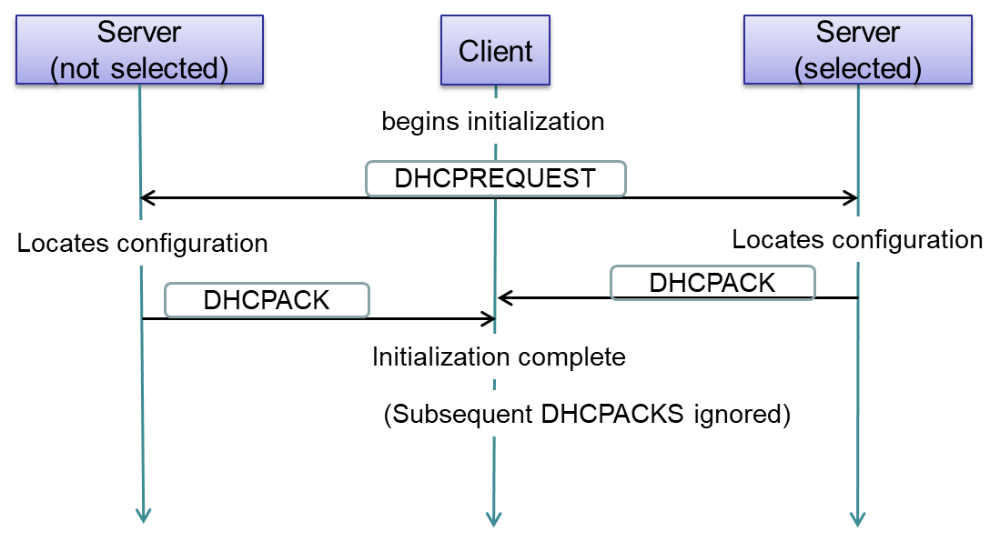 Server
(not selected)
Client
Server
(selected)
begins initialization
DHCPREQUEST
Locates configuration
Locates configuration
DHCPACK
DHCPACK
Initialization complete
(Subsequent DHCPACKS ignored)